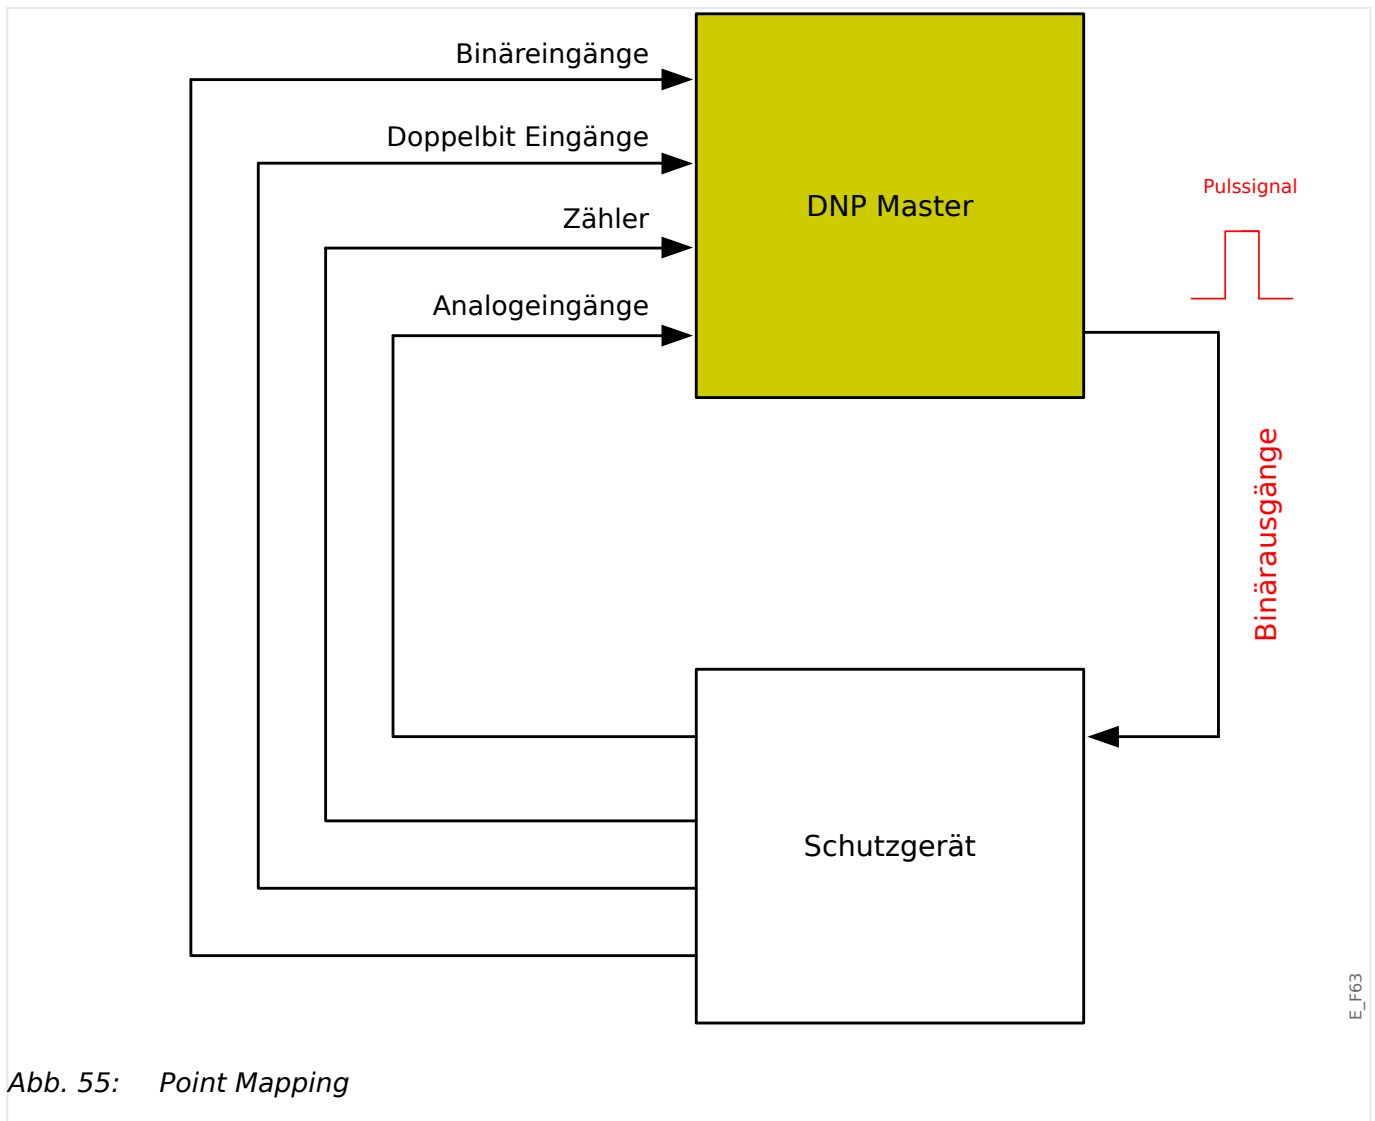 Binäreingänge
Doppelbit Eingänge
Zähler
Analogeingänge
DNP Master
Pulssignal
Binärausgänge
Schutzgerät
E_F63
Abb. 55: Point Mapping